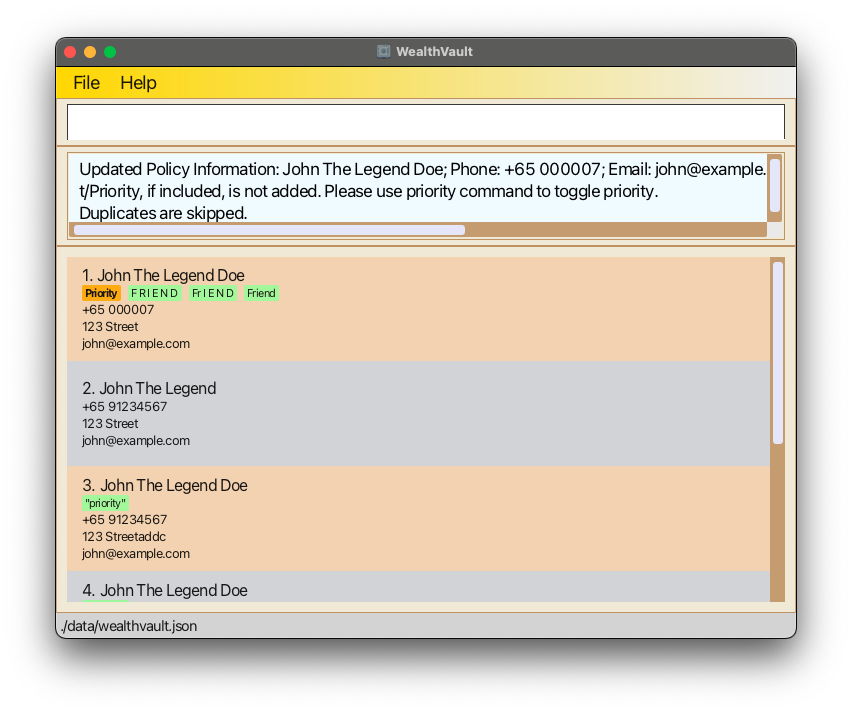 WealthVault
File Help
Updated Policy Information: John The Legend Doe; Phone: +65 000007; Email: john@example.
t/Priority, if included, is not added. Please use priority command to toggle priority.
Duplicates are skipped.
1. John The Legend Doe
Priority FRIEND FrIEND Friend
+65 000007
123 Street
john@example.com
2. John The Legend
+65 91234567
123 Street
john@example.com
3. John The Legend Doe
"priority"
+65 91234567
123 Streetaddc
john@example.com
4. John The Legend Doe
./data/wealthvault.json